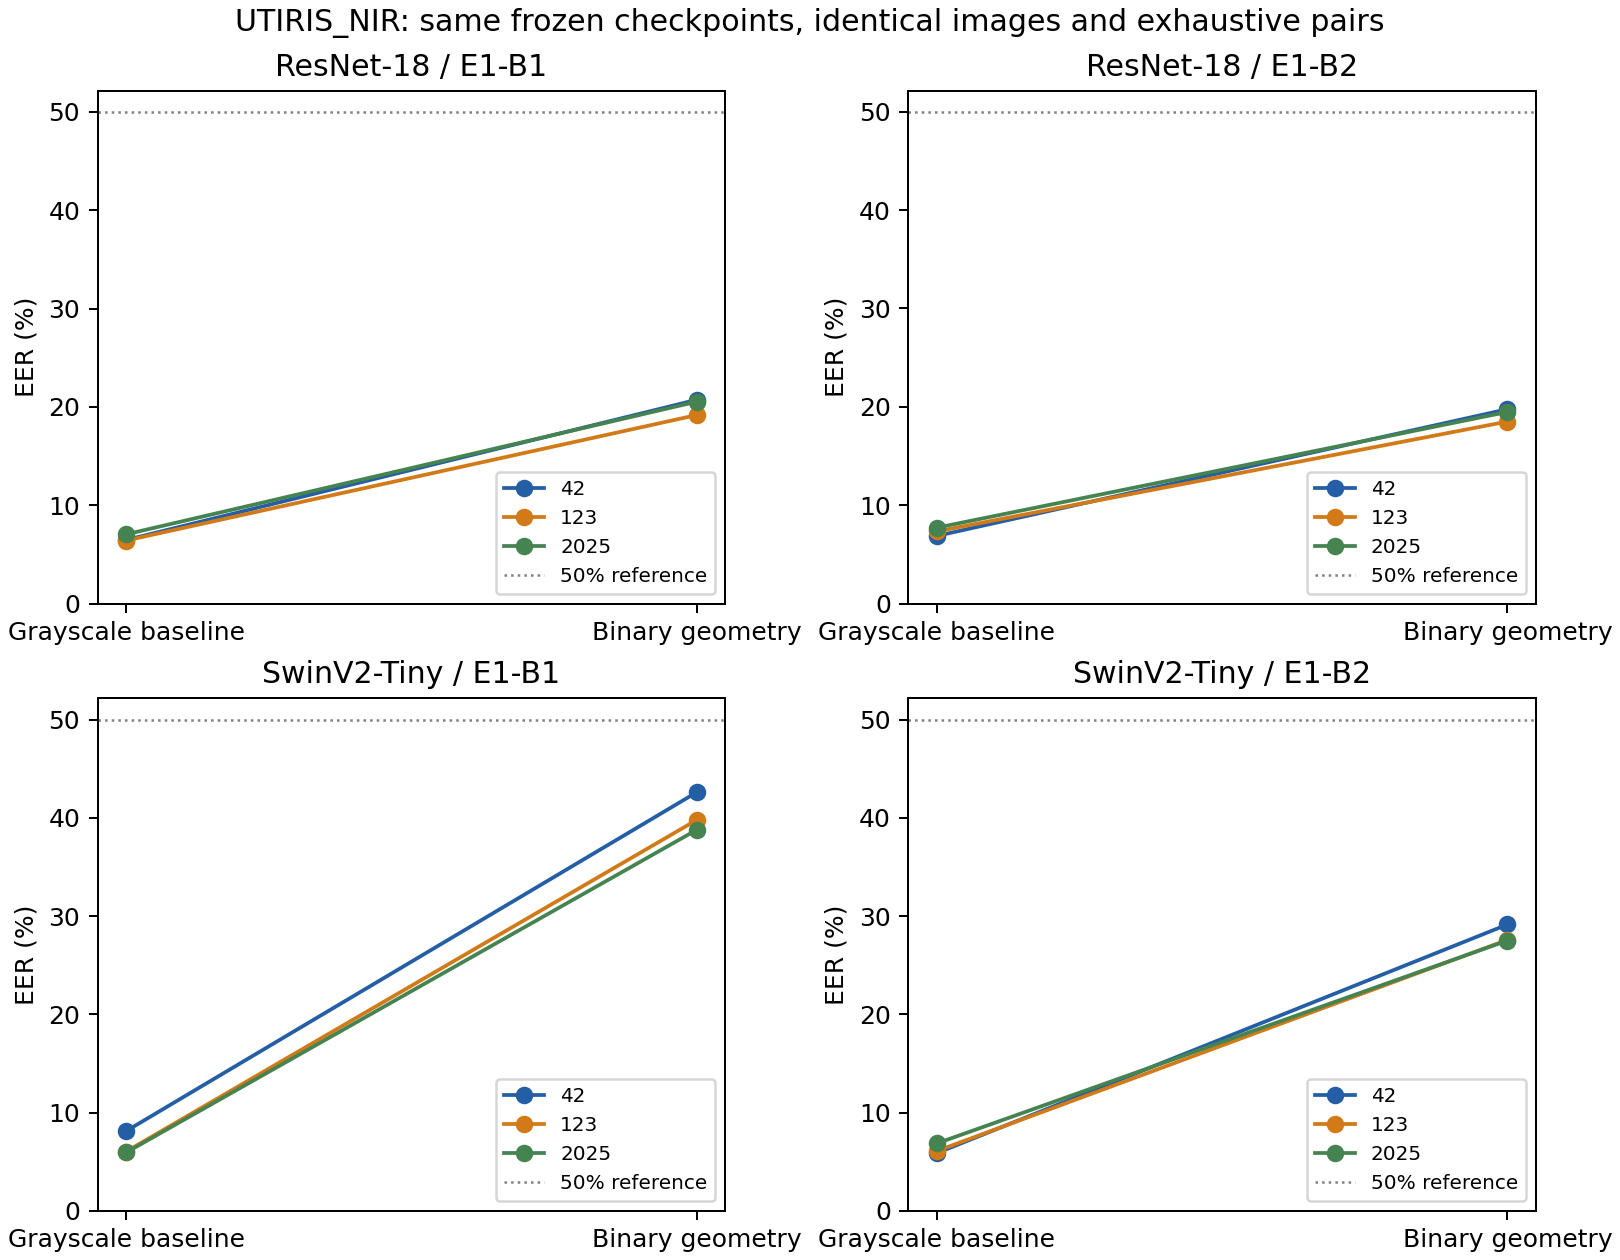 UTIRIS_NIR: same frozen checkpoints, identical images and exhaustive pairs
ResNet-18 / E1-B1
50
40
30
20
10
0
EER (%)
42
123
2025
50% reference
Grayscale baseline
Binary geometry
ResNet-18 / E1-B2
50
40
30
20
10
0
EER (%)
42
123
2025
50% reference
Grayscale baseline
Binary geometry
SwinV2-Tiny / E1-B1
50
40
30
20
10
0
EER (%)
42
123
2025
50% reference
Grayscale baseline
Binary geometry
SwinV2-Tiny / E1-B2
50
40
30
20
10
0
EER (%)
42
123
2025
50% reference
Grayscale baseline
Binary geometry